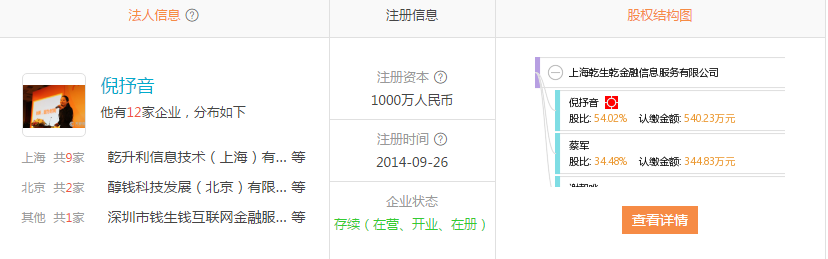 法人信息
注册信息
股权结构图
倪抒音
他有12家企业，分布如下
上海 共9家 乾升利信息技术（上海）有... 等
北京 共2家 醇钱科技发展（北京）有限... 等
其他 共1家 深圳市钱生钱互联网金融服... 等
注册资本
1000万人民币
注册时间
2014-09-26
企业状态
存续（在营、开业、在册）
上海乾生乾金融信息服务有限公司
倪抒音
股比: 54.02% 认缴金额: 540.23万元
蔡军
股比: 34.48% 认缴金额: 344.83万元
查看详情